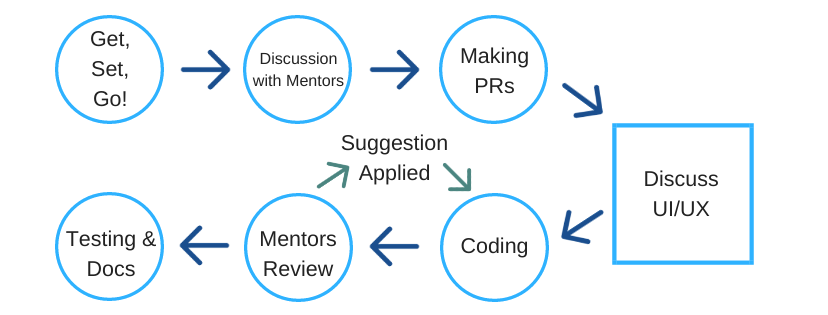 Get,
Set,
Go!
Discussion
with Mentors
Making
PRs
Discuss
UI/UX
Suggestion
Applied
Coding
Mentors
Review
Testing &
Docs